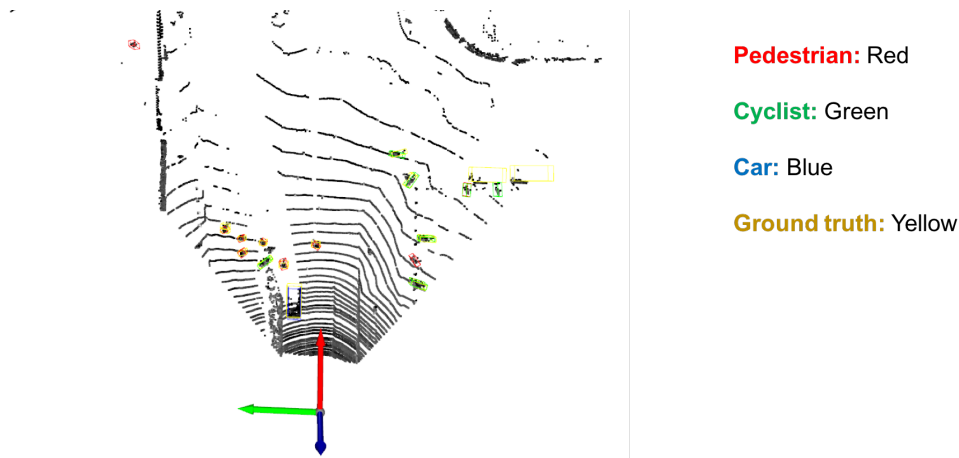 Pedestrian: Red
Cyclist: Green
Car: Blue
Ground truth: Yellow